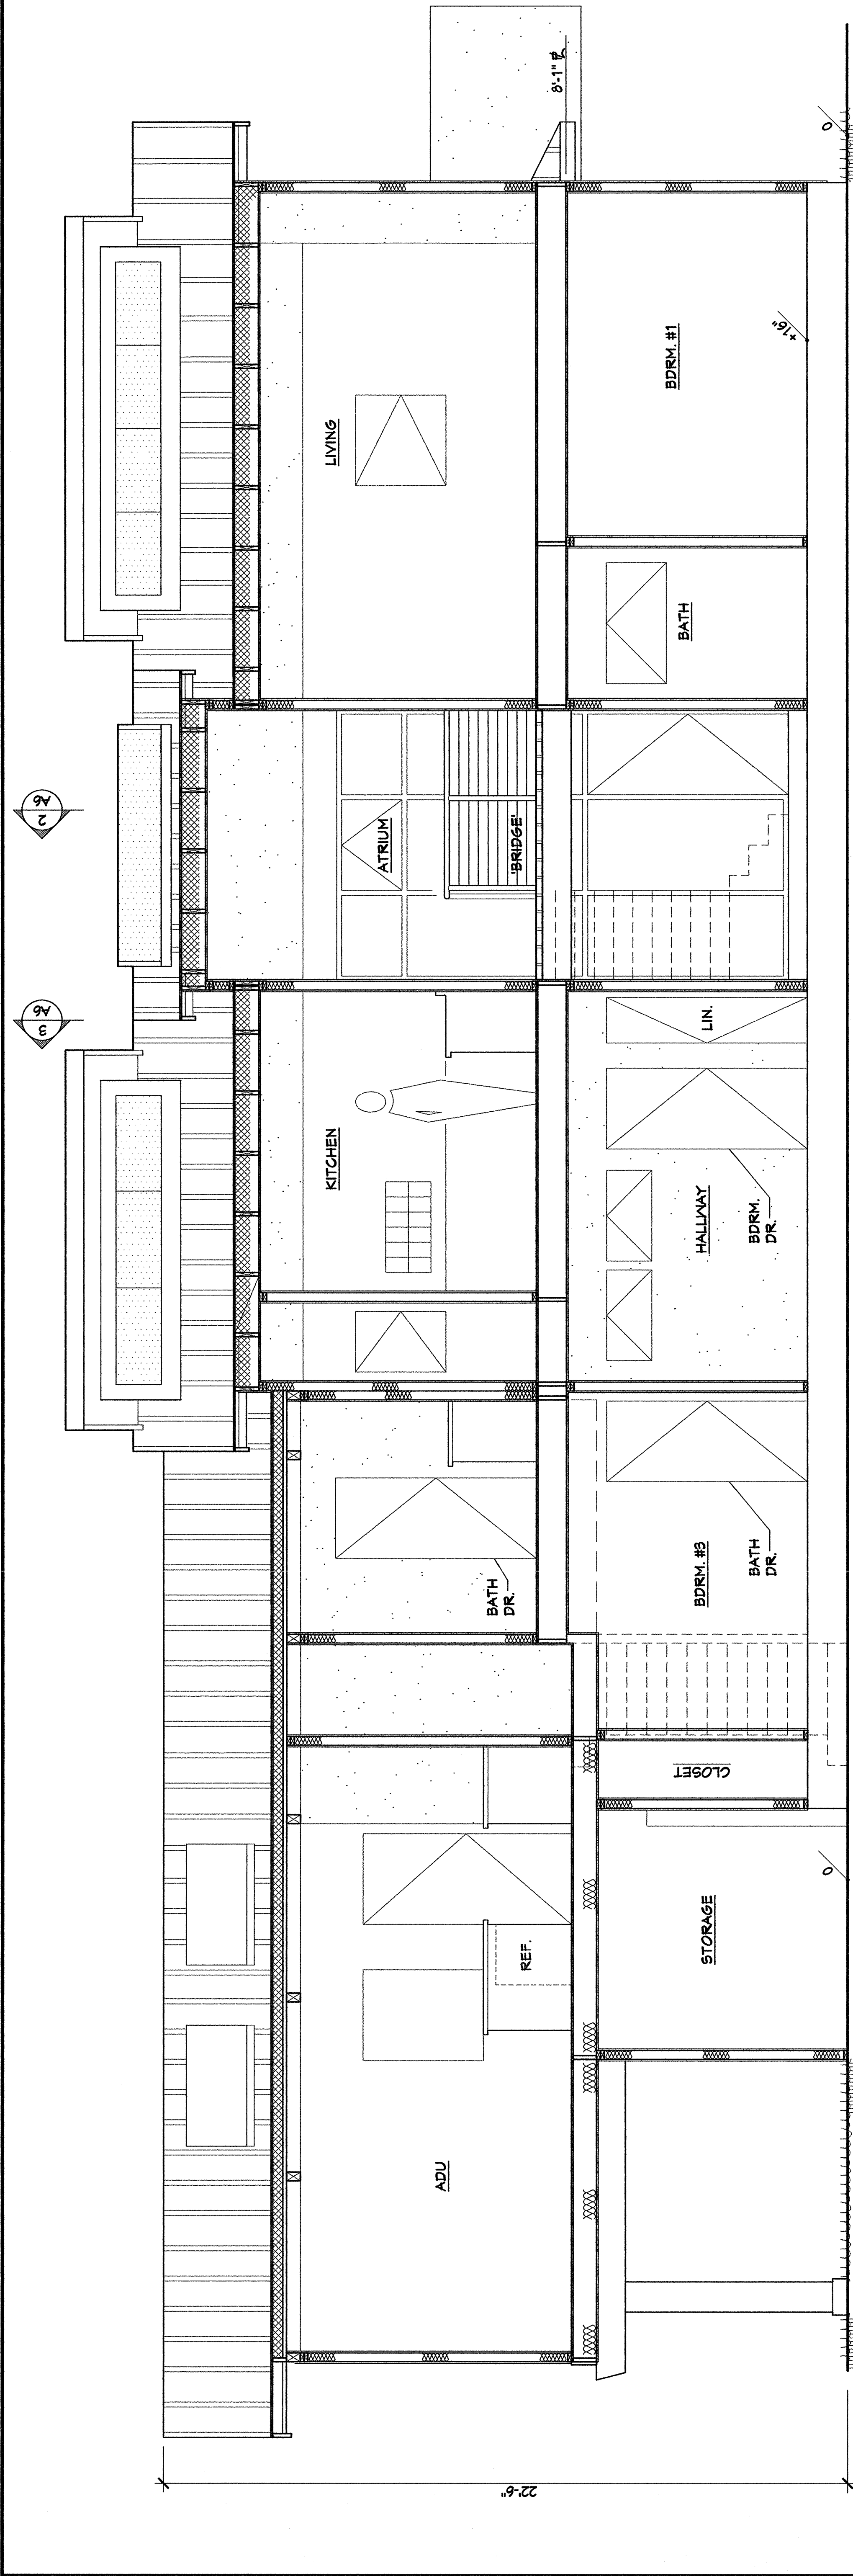 3
A6
2
A6
KITCHEN
LIVING
ATRIUM
ADU
BATH
DR.
'BRIDGE'
REF.
8'-1" ⅊
22'-6"
BDRM. #1
BATH
HALLWAY
LIN.
BDRM. #3
STORAGE
CLOSET
BATH
DR.
BDRM.
DR.
+16"
0
0